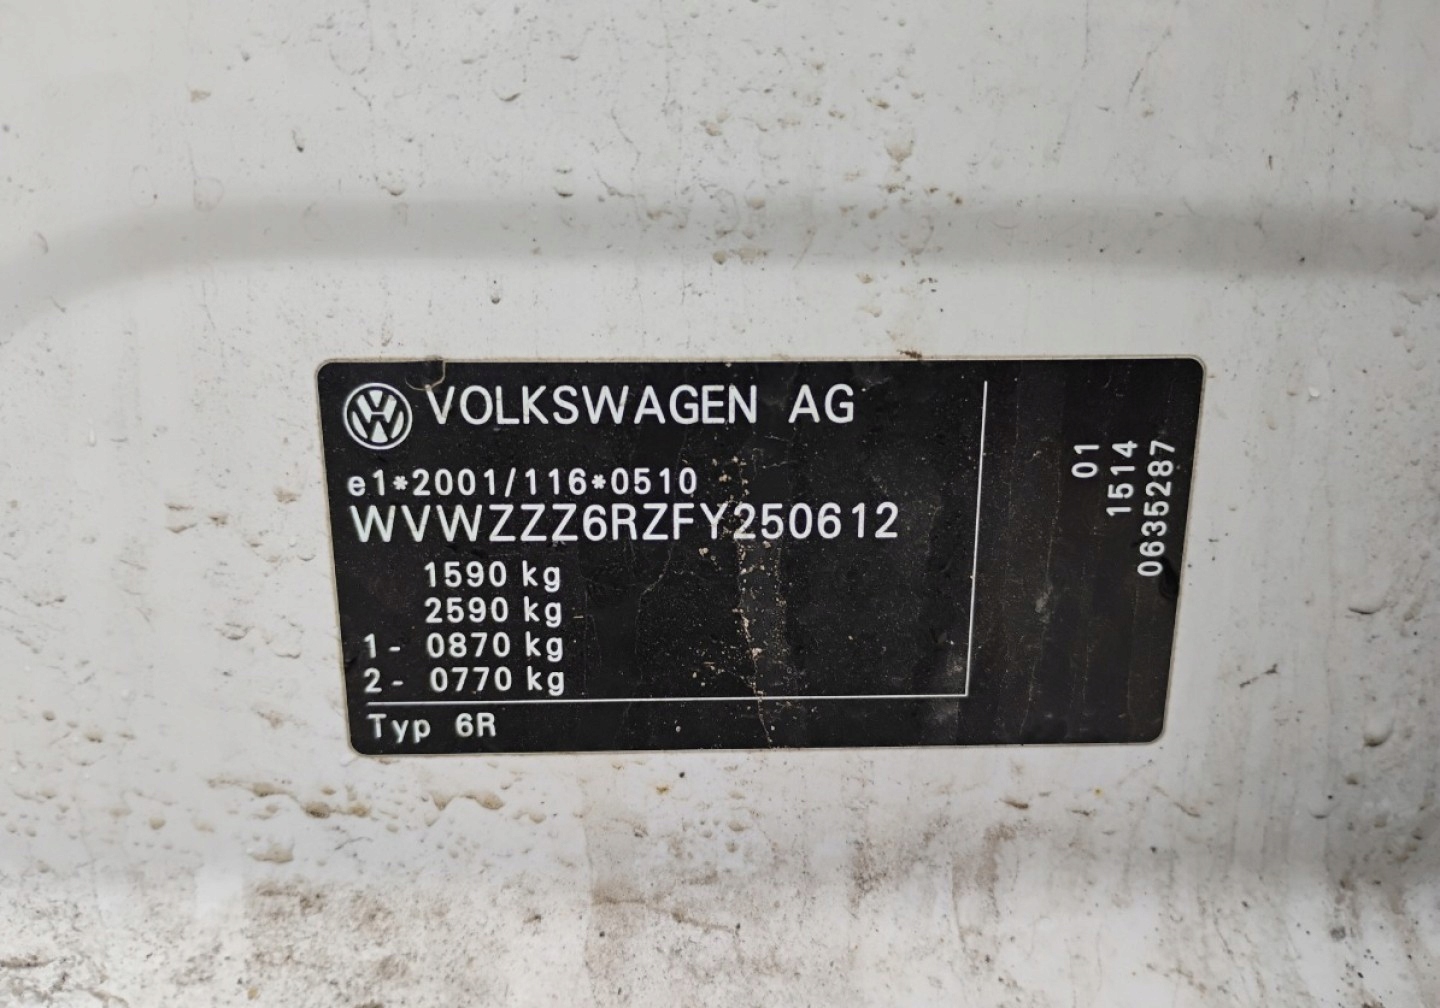 VOLKSWAGEN AG
e1*2001/116*0510
WVWZZZ6RZFY250612
1590 kg
2590 kg
1- 0870 kg
2- 0770 kg
Typ 6R
01
1514
0635287